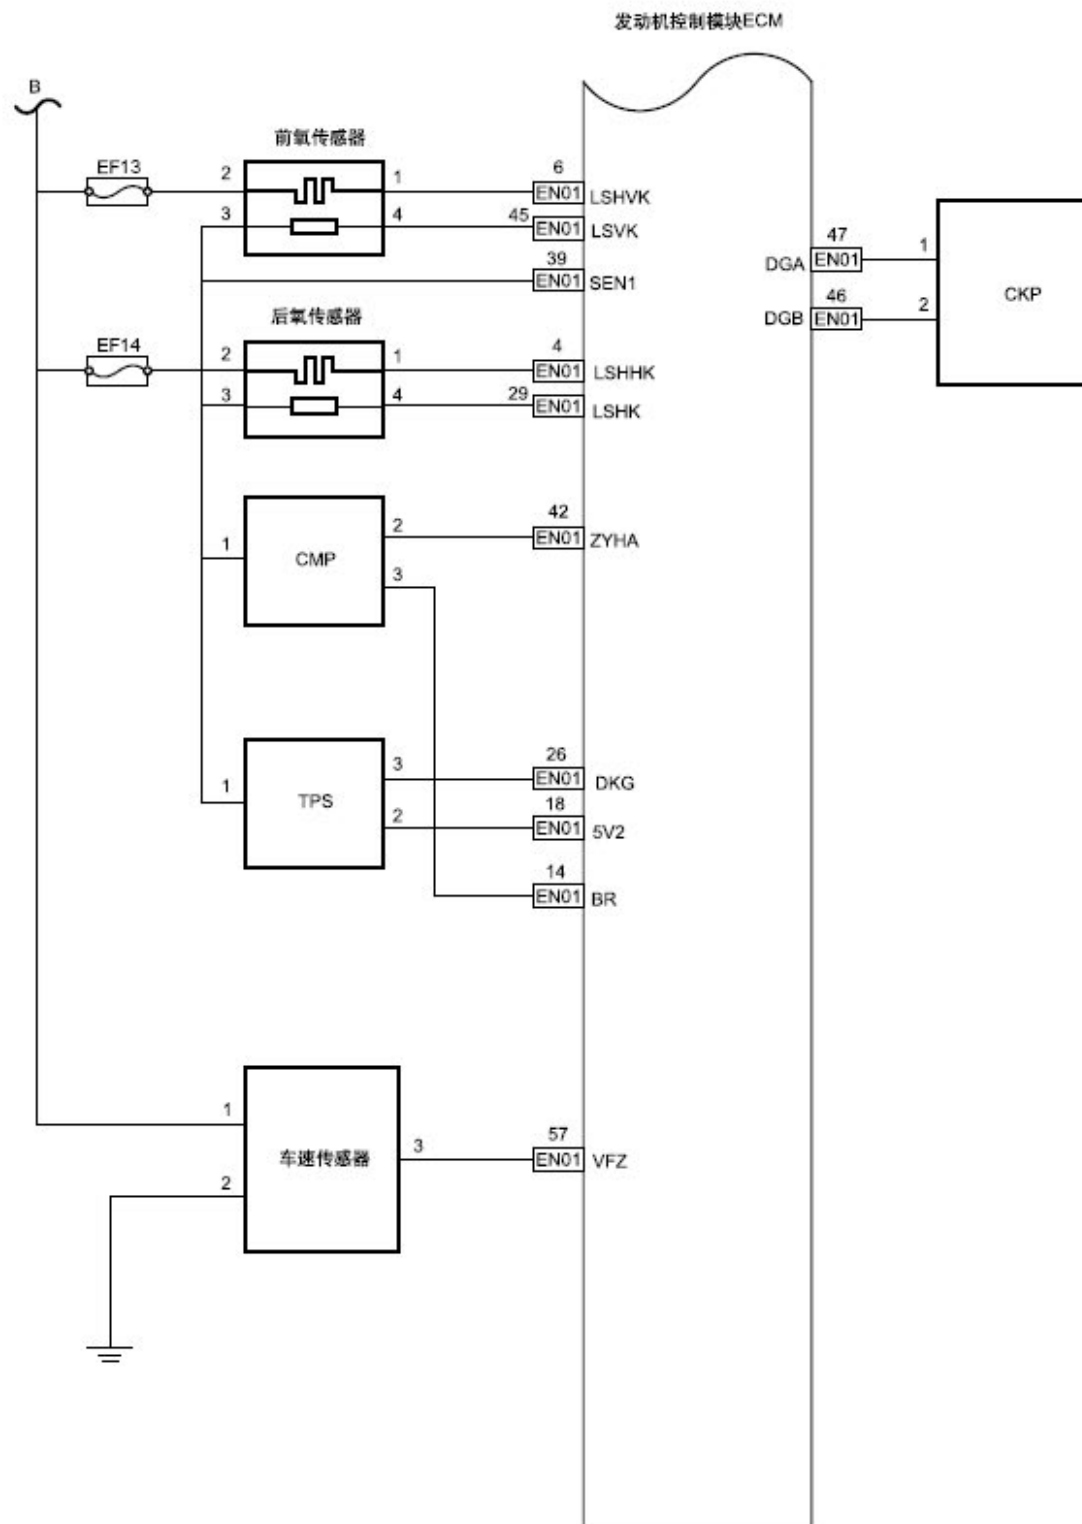 发动机控制模块ECM
B
前氧传感器
EF13
2
1
6
EN01
LSHVK
3
4
45
EN01
LSVK
39
EN01
SEN1
47
DGA
EN01
1
46
DGB
EN01
2
CKP
后氧传感器
EF14
2
1
4
EN01
LSHHK
3
4
29
EN01
LSHK
1
CMP
2
42
EN01
ZYHA
3
1
TPS
3
26
EN01
DKG
2
18
EN01
5V2
14
EN01
BR
1
车速传感器
2
3
57
EN01
VFZ